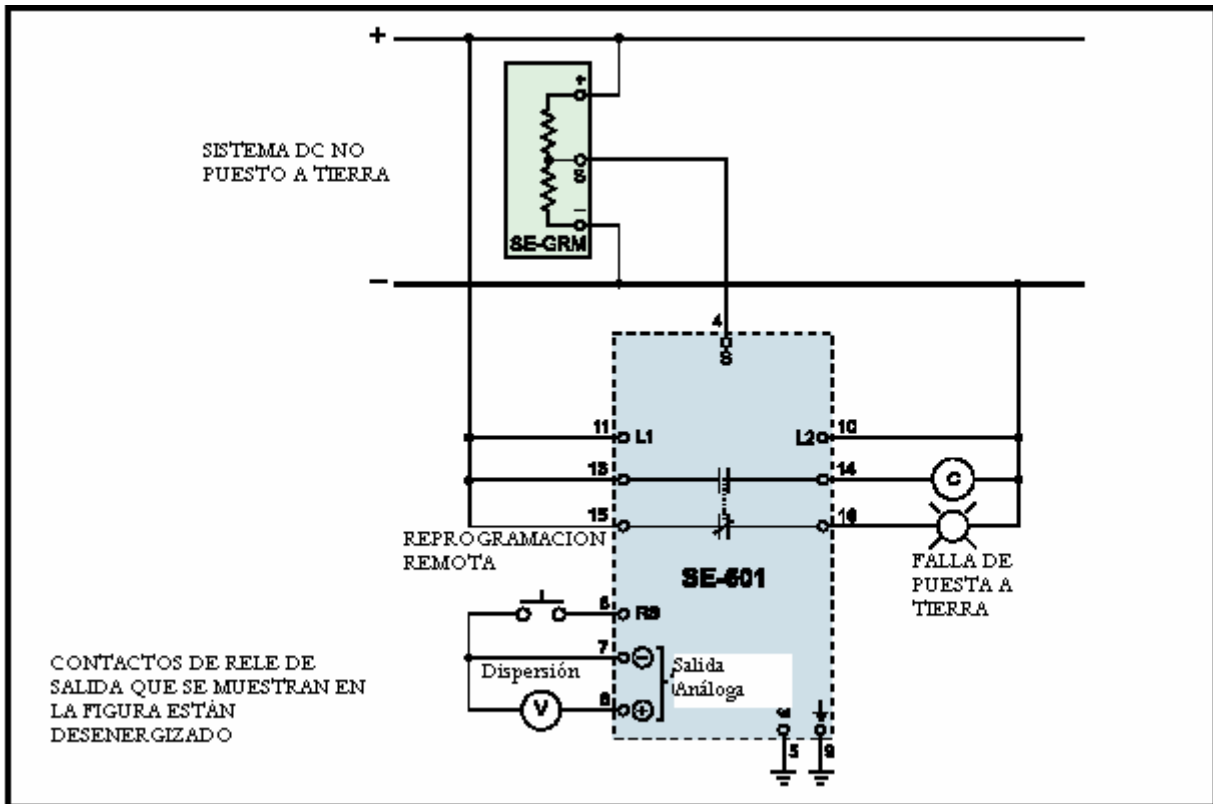 +
+
SISTEMA DC NO
PUESTO A TIERRA
S
–
SE-GRM
–
4
S
11
L1
L2
10
13
14
C
15
16
REPROGRAMACION
REMOTA
SE-601
FALLA DE
PUESTA A
TIERRA
6
RS
7
–
Dispersión
Salida
Análoga
V
8
+
CONTACTOS DE RELE DE
SALIDA QUE SE MUESTRAN EN
LA FIGURA ESTÁN
DESENERGIZADO
5
9